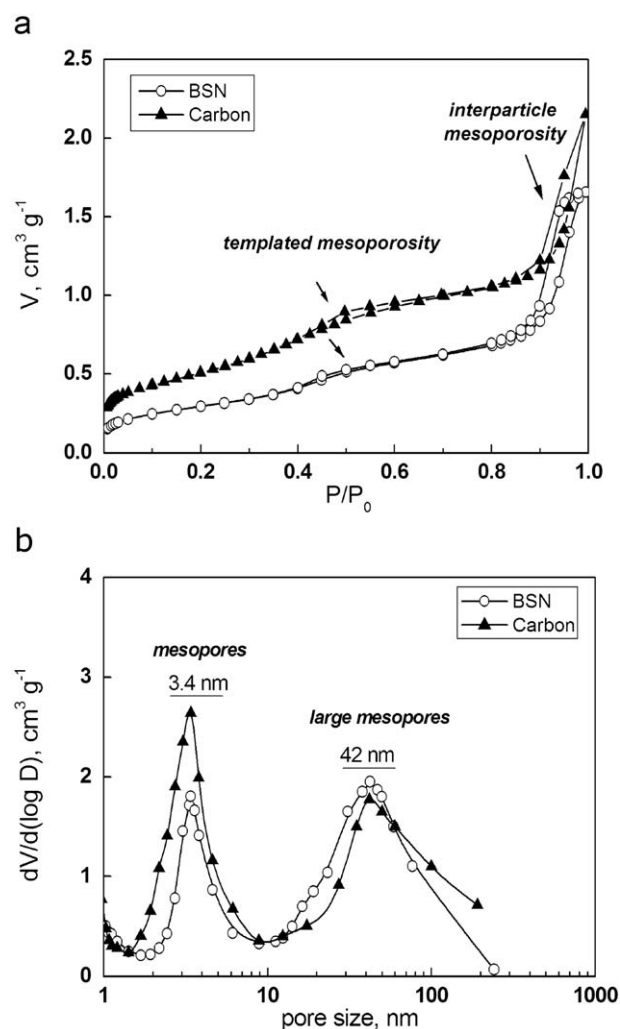 a
2.5
2.0
1.5
1.0
0.5
0.0
V, cm³ g⁻¹
BSN
Carbon
interparticle
mesoporosity
templated mesoporosity
0.0 0.2 0.4 0.6 0.8 1.0
P/P₀
b
4
3
2
1
0
dV/d(log D), cm³ g⁻¹
BSN
Carbon
mesopores
3.4 nm
large mesopores
42 nm
1 10 100 1000
pore size, nm